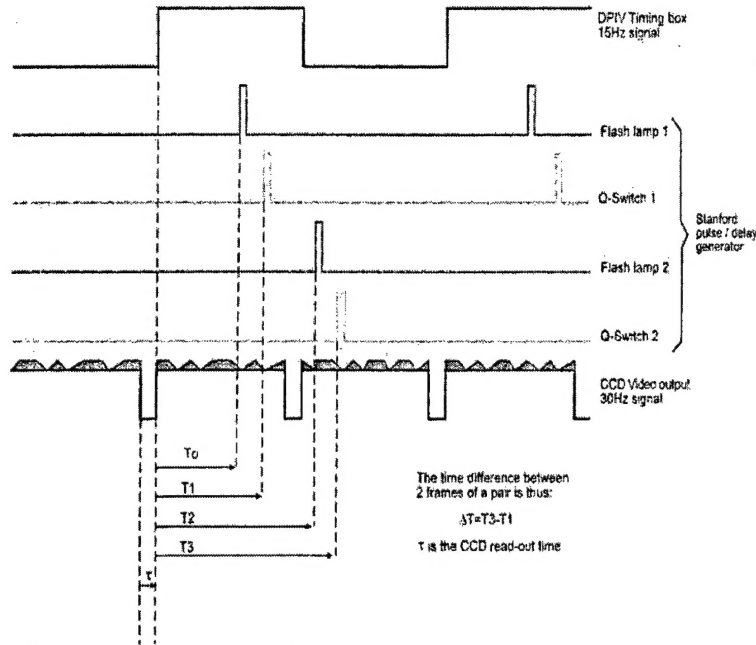 DPIV Timing box
15Hz signal
Flash lamp 1
Q-Switch 1
Stanford
pulse / delay
generator
Flash lamp 2
Q-Switch 2
CCD Video output
30Hz signal
To
T1
T2
T3
τ
The time difference between
2 frames of a pair is thus:
ΔT=T3-T1
τ is the CCD read-out time